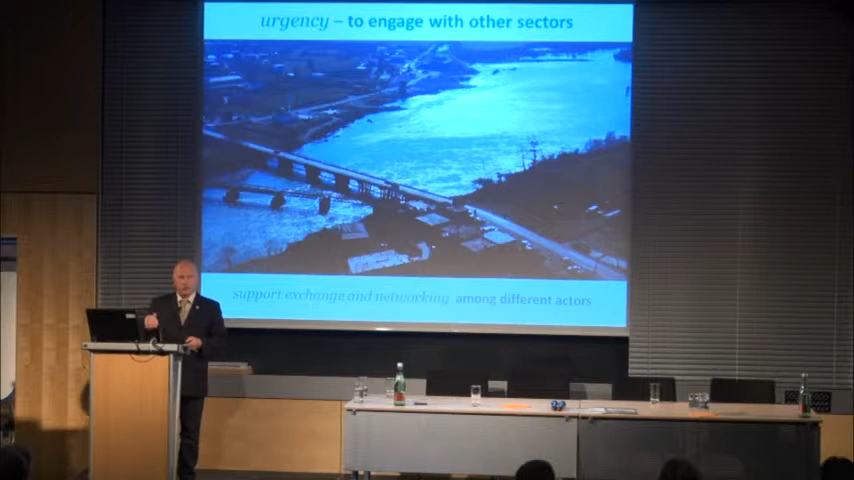 urgency – to engage with other sectors
support exchange and networking among different actors